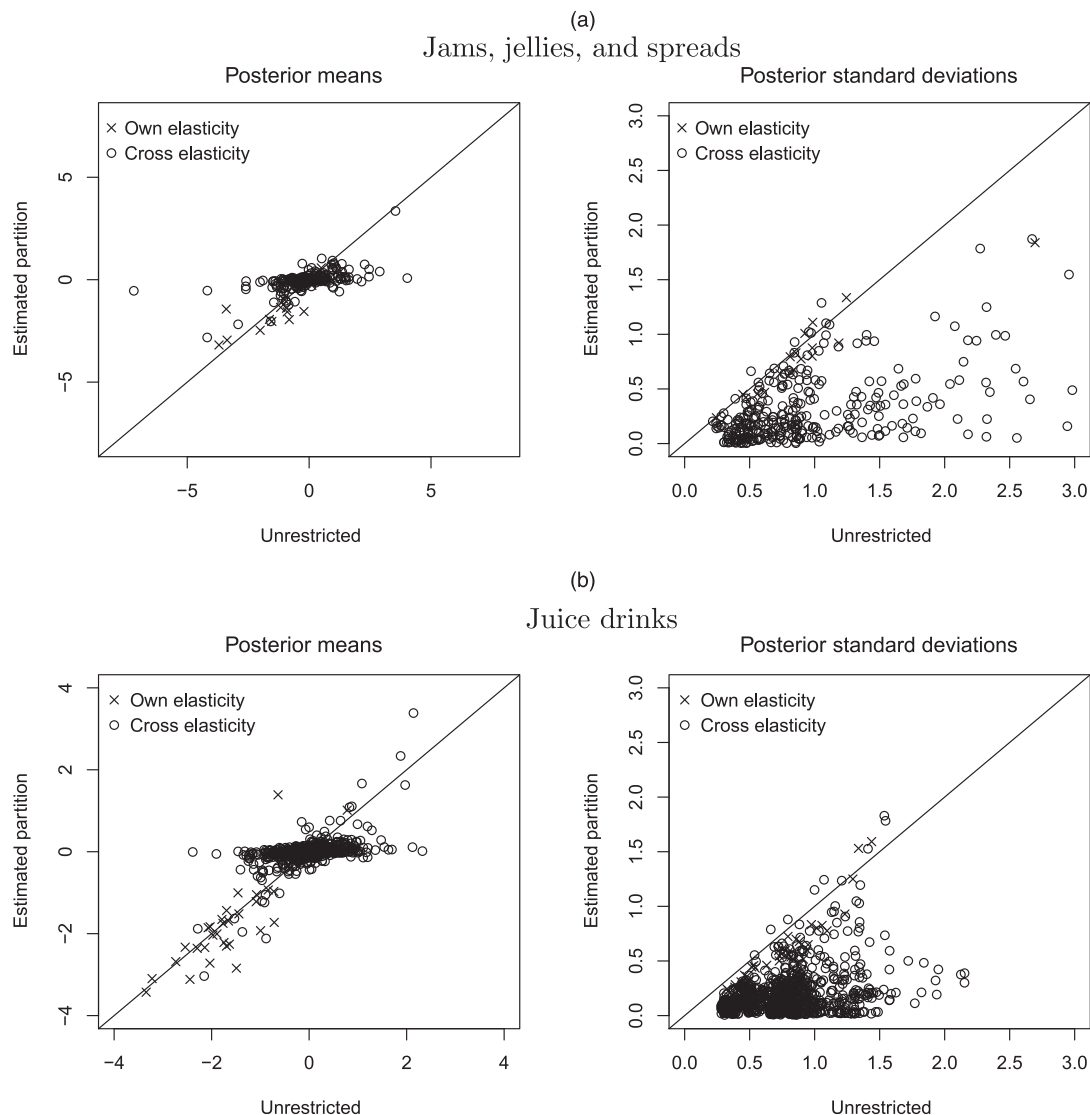 (a)
Jams, jellies, and spreads
Posterior means
Posterior standard deviations
× Own elasticity
○ Cross elasticity
5
0
−5
Estimated partition
−5 0 5
Unrestricted
× Own elasticity
○ Cross elasticity
3.0
2.5
2.0
1.5
1.0
0.5
0.0
Estimated partition
0.0 0.5 1.0 1.5 2.0 2.5 3.0
Unrestricted
(b)
Juice drinks
Posterior means
Posterior standard deviations
× Own elasticity
○ Cross elasticity
4
2
0
−2
−4
Estimated partition
−4 −2 0 2 4
Unrestricted
× Own elasticity
○ Cross elasticity
3.0
2.5
2.0
1.5
1.0
0.5
0.0
Estimated partition
0.0 0.5 1.0 1.5 2.0 2.5 3.0
Unrestricted